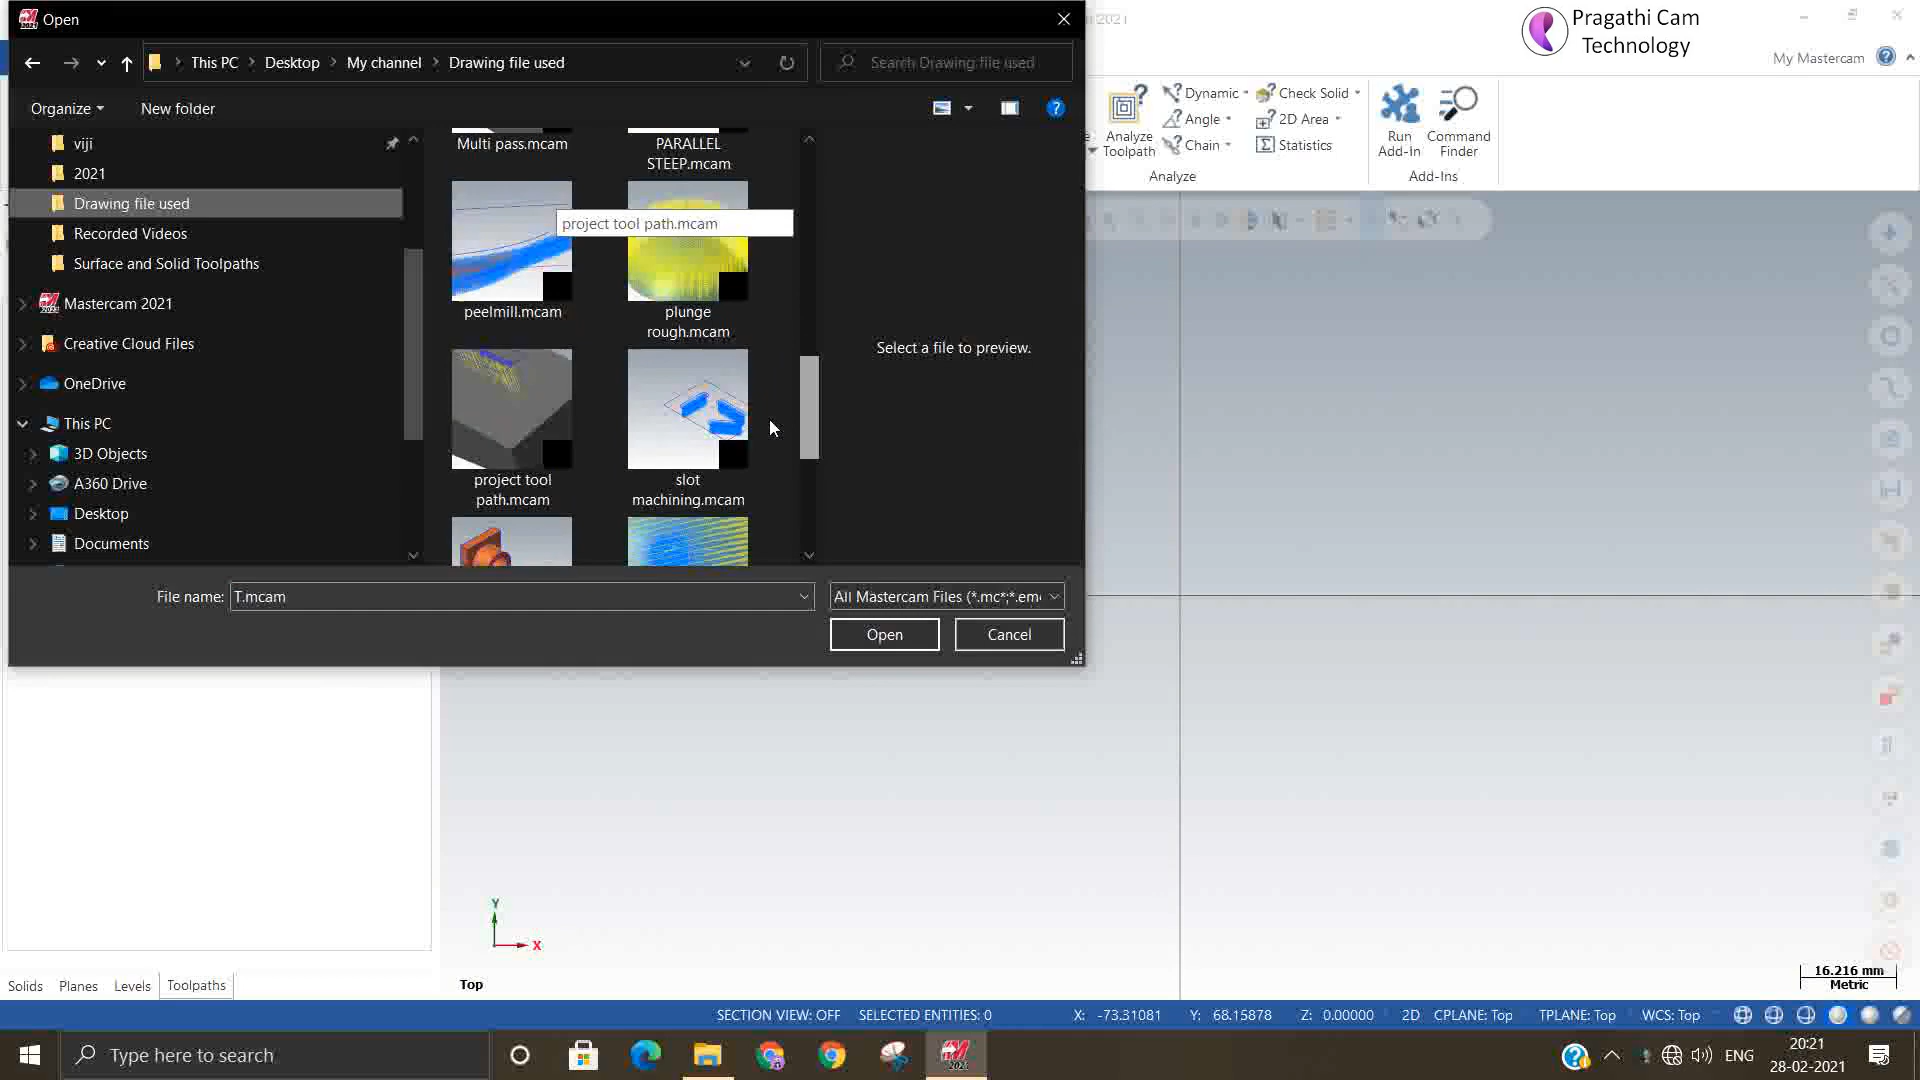 Open
2021
Pragathi Cam
Technology
My Mastercam
This PC
Desktop
My channel
Drawing file used
Search Drawing file used
Organize
New folder
Dynamic
Check Solid
Angle
2D Area
Chain
Statistics
Analyze
Toolpath
Run
Add-In
Command
Finder
Analyze
Add-Ins
viji
2021
Drawing file used
Recorded Videos
Surface and Solid Toolpaths
Mastercam 2021
Creative Cloud Files
OneDrive
This PC
3D Objects
A360 Drive
Desktop
Documents
Multi pass.mcam
PARALLEL
STEEP.mcam
project tool path.mcam
peelmill.mcam
plunge
rough.mcam
project tool
path.mcam
slot
machining.mcam
Select a file to preview.
File name:
T.mcam
All Mastercam Files (*.mc*;*.em
Open
Cancel
Y
X
Top
16.216 mm
Metric
Solids
Planes
Levels
Toolpaths
SECTION VIEW: OFF
SELECTED ENTITIES: 0
X: -73.31081
Y: 68.15878
Z: 0.00000
2D
CPLANE: Top
TPLANE: Top
WCS: Top
Type here to search
2021
ENG
20:21
28-02-2021